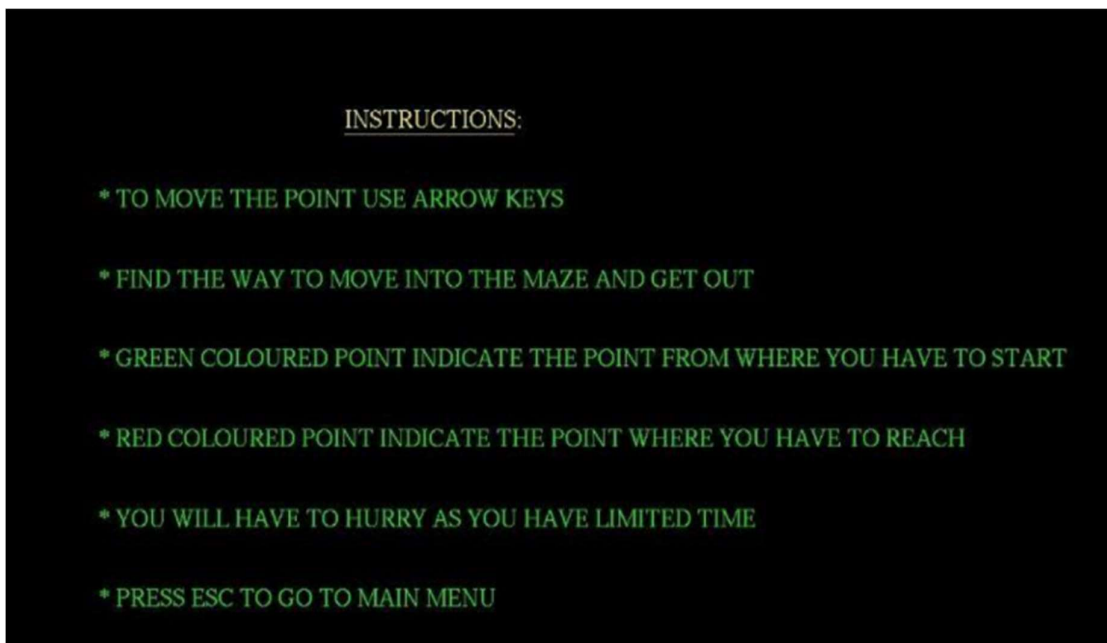 INSTRUCTIONS:
* TO MOVE THE POINT USE ARROW KEYS
* FIND THE WAY TO MOVE INTO THE MAZE AND GET OUT
* GREEN COLOURED POINT INDICATE THE POINT FROM WHERE YOU HAVE TO START
* RED COLOURED POINT INDICATE THE POINT WHERE YOU HAVE TO REACH
* YOU WILL HAVE TO HURRY AS YOU HAVE LIMITED TIME
* PRESS ESC TO GO TO MAIN MENU